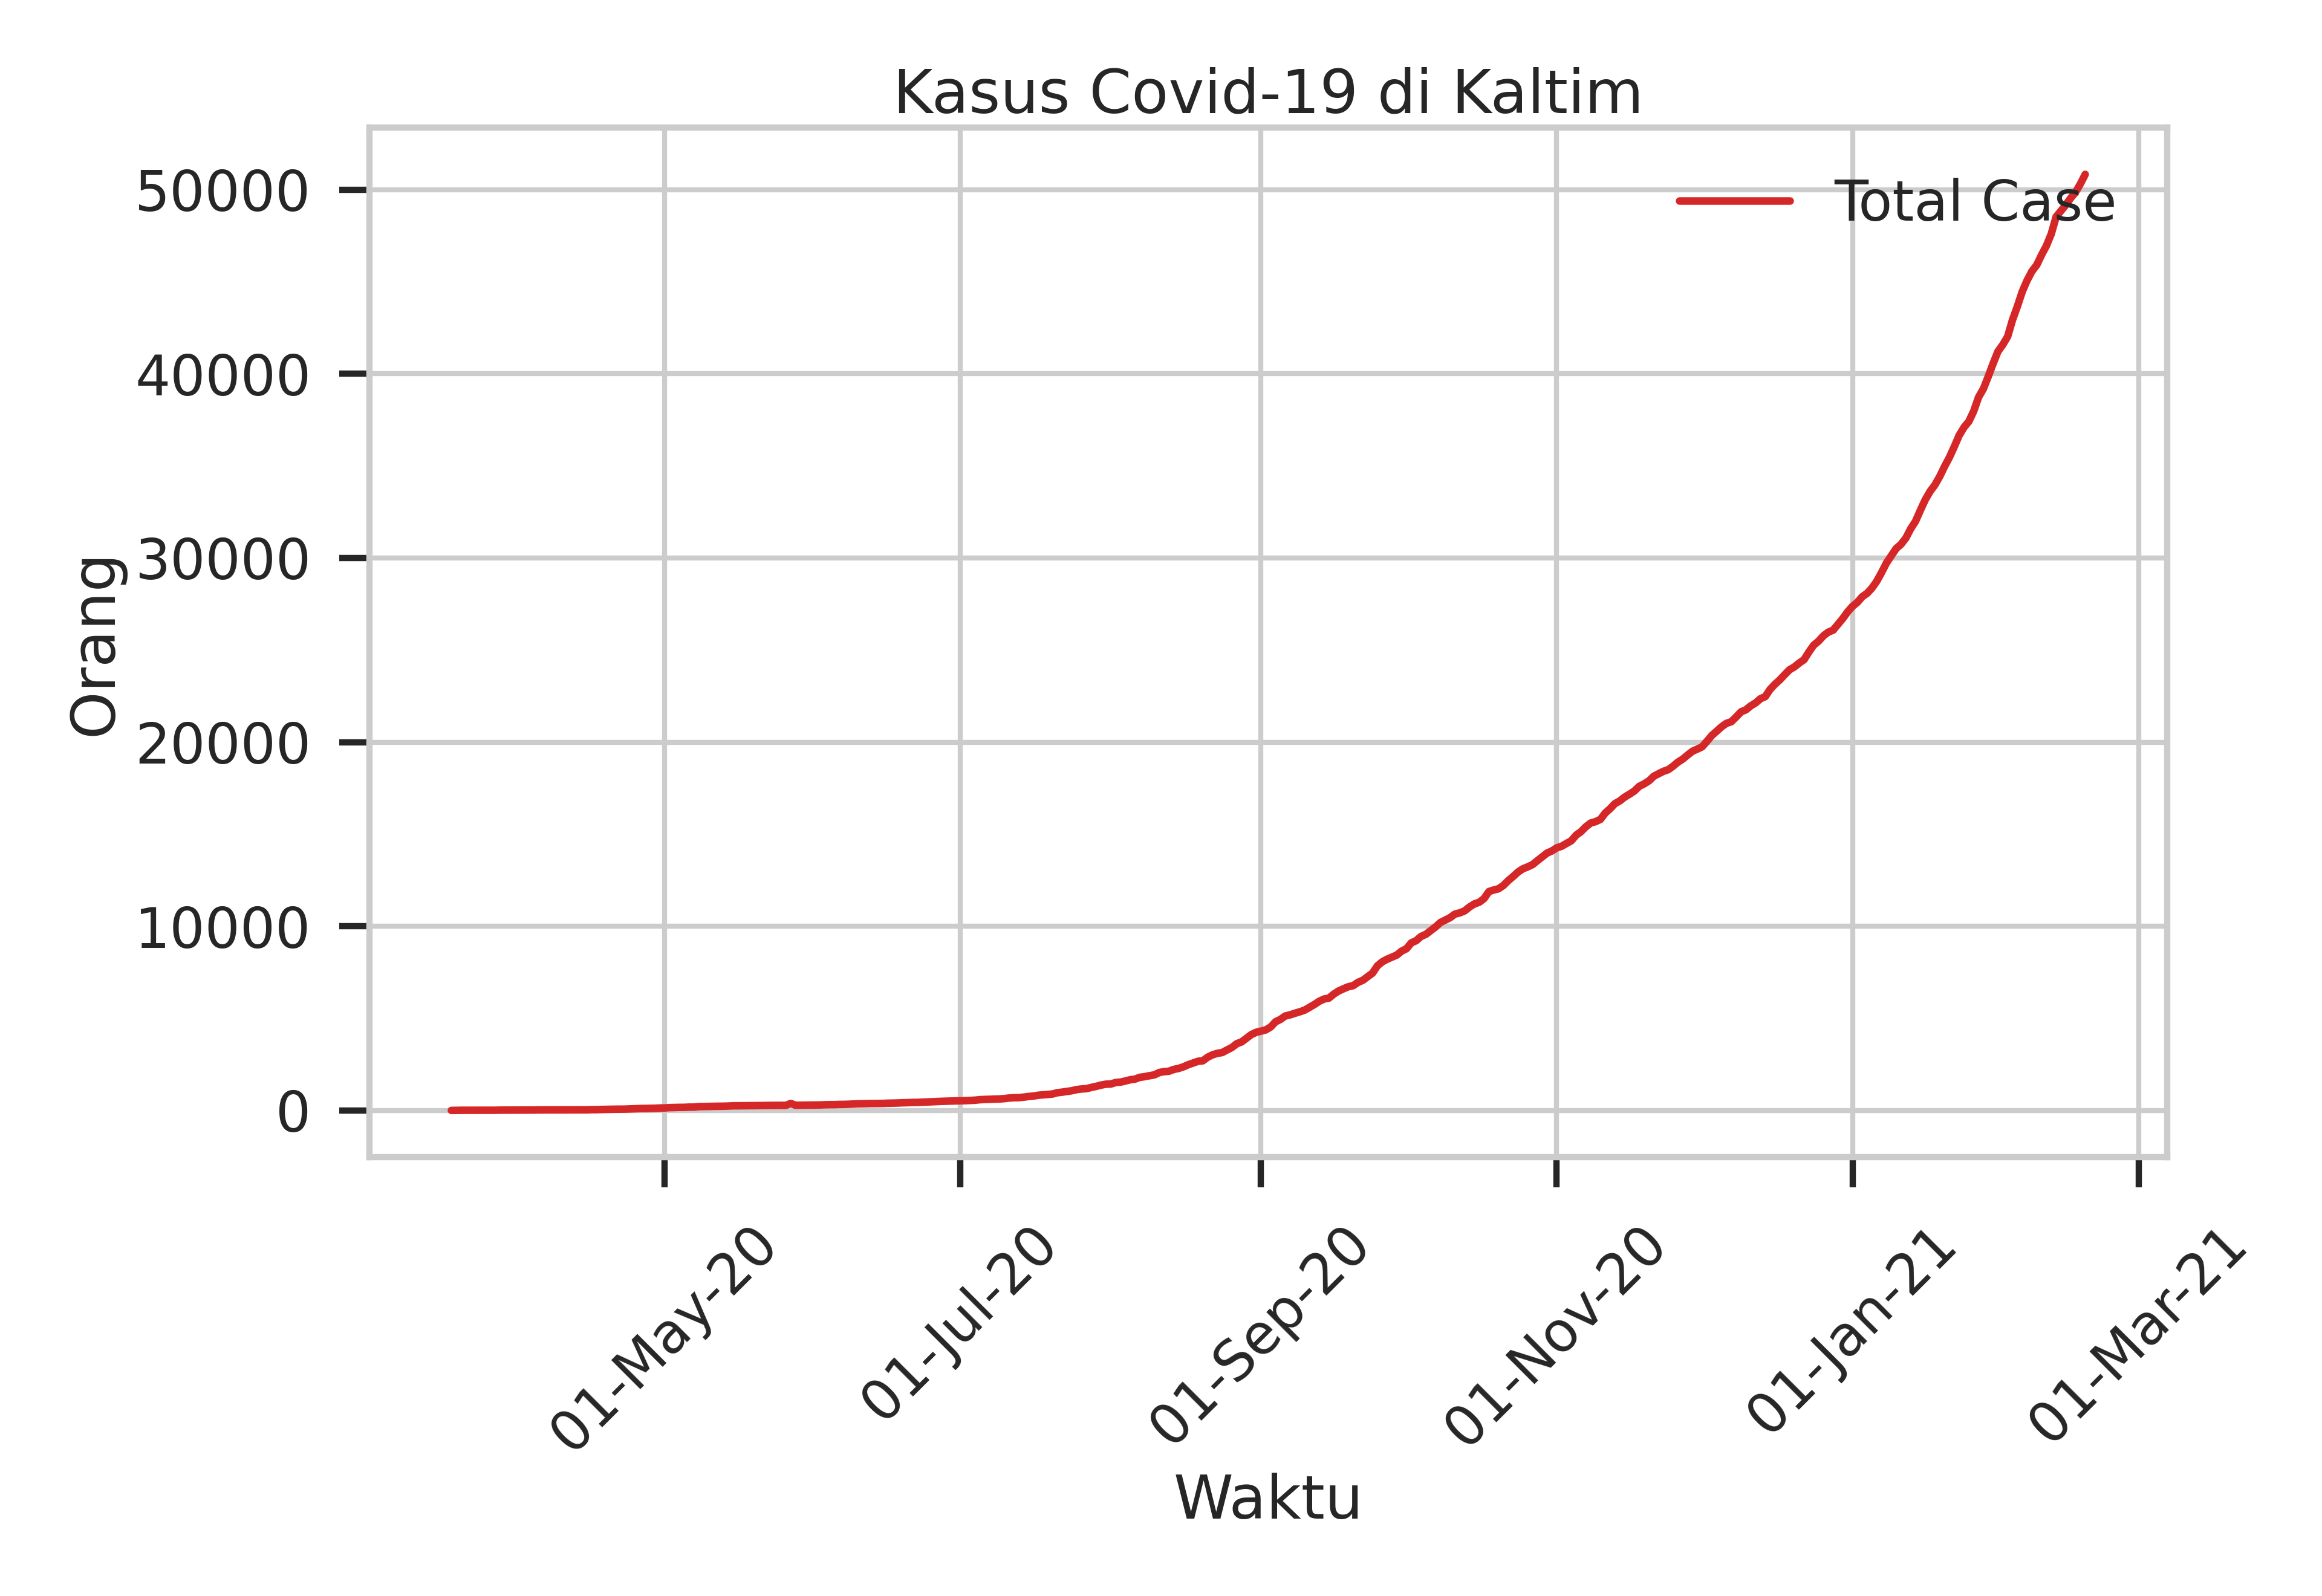 Kasus Covid-19 di Kaltim
Total Case
50000
40000
30000
20000
10000
0
Orang
01-May-20
01-Jul-20
01-Sep-20
01-Nov-20
01-Jan-21
01-Mar-21
Waktu